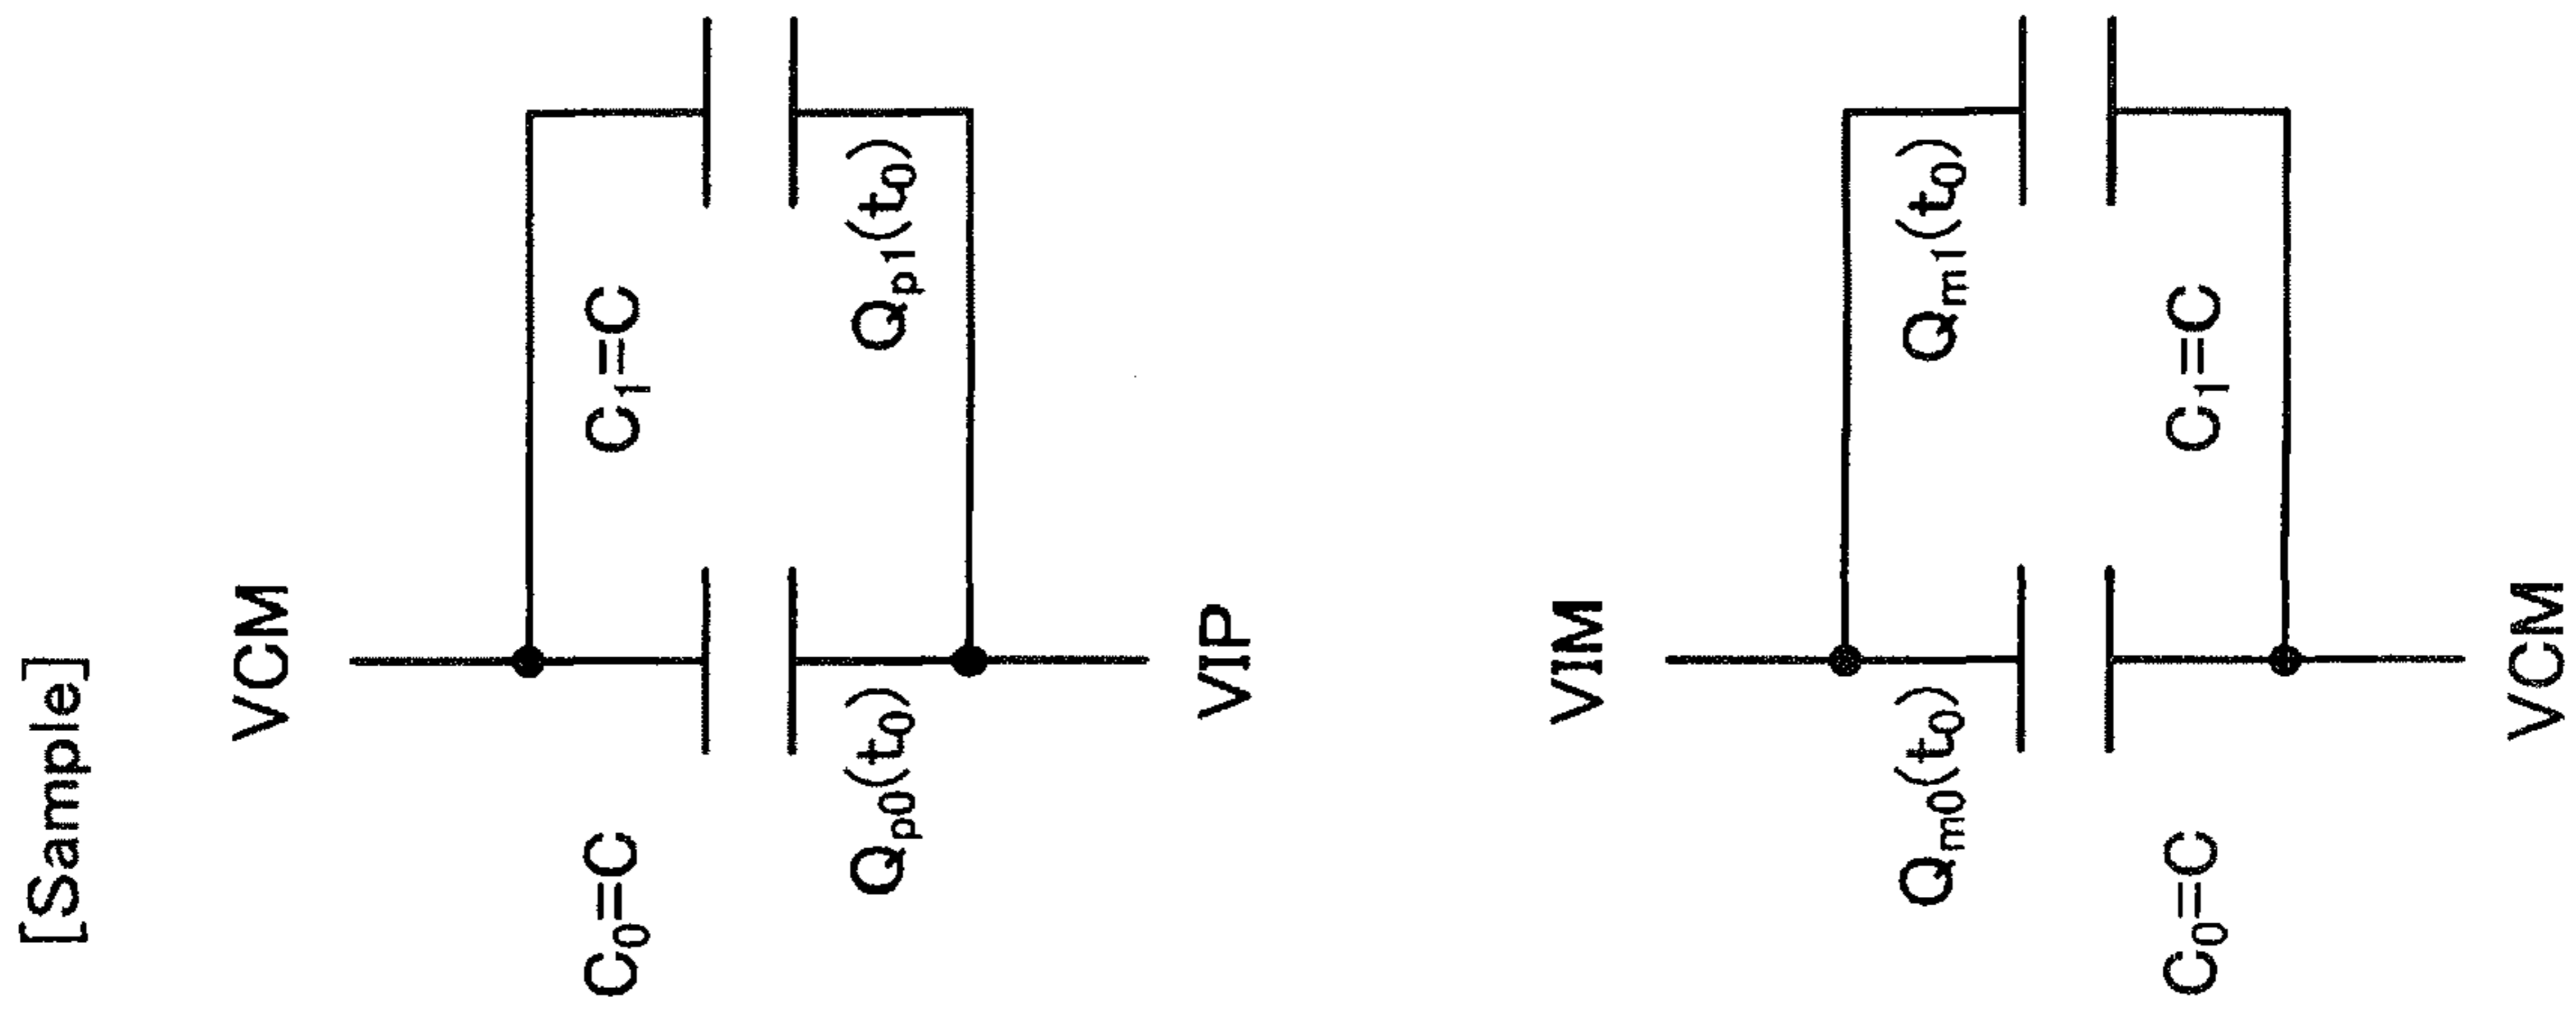 [Sample]
VCM
C₀=C
C₁=C
Qₚ₀(t₀)
Qₚ₁(t₀)
VIP
VIM
Qₘ₀(t₀)
Qₘ₁(t₀)
C₀=C
C₁=C
VCM